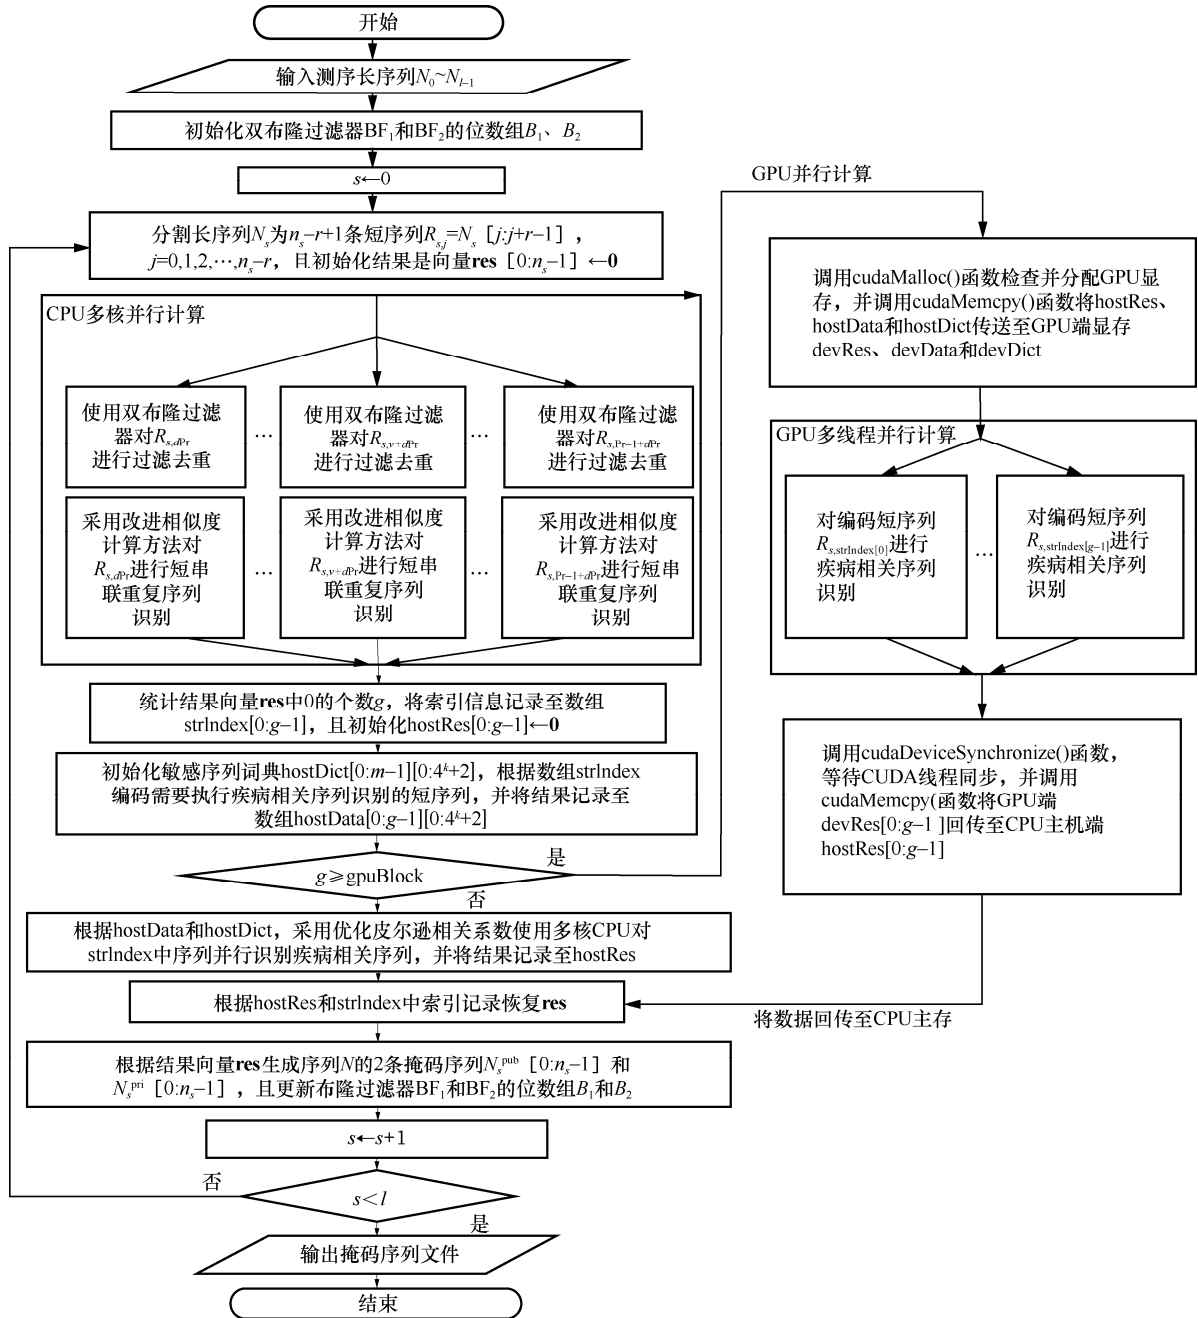 开始
输入测序长序列N₀~Nₗ₋₁
初始化双布隆过滤器BF₁和BF₂的位数组B₁、B₂
s←0
分割长序列Nₛ为nₛ–r+1条短序列Rₛ,ⱼ=Nₛ［j:j+r–1］，
j=0,1,2,⋯,nₛ–r，且初始化结果是向量res［0:nₛ–1］←0
CPU多核并行计算
使用双布隆过滤
器对Rs,dPr
进行过滤去重
…
使用双布隆过滤
器对Rs,v+dPr
进行过滤去重
…
使用双布隆过滤
器对Rs,Pr–1+dPr
进行过滤去重
采用改进相似度
计算方法对
Rs,dPr进行短串
联重复序列
识别
…
采用改进相似度
计算方法对
Rs,v+dPr进行短串
联重复序列
识别
…
采用改进相似度
计算方法对
Rs,Pr–1+dPr进行短串
联重复序列
识别
统计结果向量res中0的个数g，将索引信息记录至数组
strIndex[0:g–1]，且初始化hostRes[0:g–1]←0
初始化敏感序列词典hostDict[0:m–1][0:4ᵏ+2]，根据数组strIndex
编码需要执行疾病相关序列识别的短序列，并将结果记录至
数组hostData[0:g–1][0:4ᵏ+2]
g≥gpuBlock
是
否
根据hostData和hostDict，采用优化皮尔逊相关系数使用多核CPU对
strIndex中序列并行识别疾病相关序列，并将结果记录至hostRes
根据hostRes和strIndex中索引记录恢复res
根据结果向量res生成序列N的2条掩码序列Nₛᵖᵘᵇ［0:nₛ–1］和
Nₛᵖʳⁱ［0:nₛ–1］，且更新布隆过滤器BF₁和BF₂的位数组B₁和B₂
s←s+1
否
s<l
是
输出掩码序列文件
结束
GPU并行计算
调用cudaMalloc()函数检查并分配GPU显
存，并调用cudaMemcpy()函数将hostRes、
hostData和hostDict传送至GPU端显存
devRes、devData和devDict
GPU多线程并行计算
对编码短序列
Rs,strIndex[0]进行
疾病相关序列
识别
…
对编码短序列
Rs,strIndex[g–1]进行
疾病相关序列
识别
调用cudaDeviceSynchronize()函数，
等待CUDA线程同步，并调用
cudaMemcpy(函数将GPU端
devRes[0:g–1 ]回传至CPU主机端
hostRes[0:g–1]
将数据回传至CPU主存